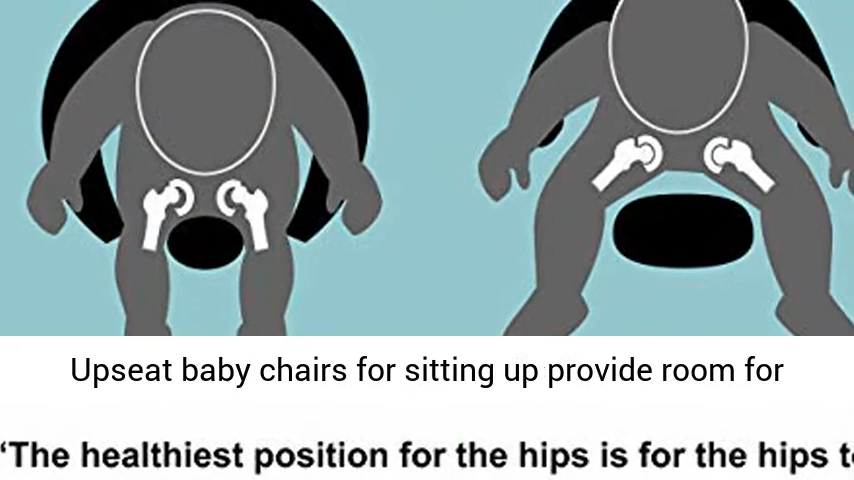 Upseat baby chairs for sitting up provide room for
‘The healthiest position for the hips is for the hips